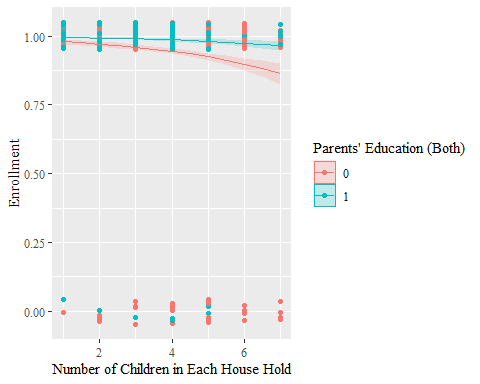 1.00
0.75
0.50
0.25
0.00
Enrollment
2 4 6
Number of Children in Each House Hold
Parents' Education (Both)
0
1